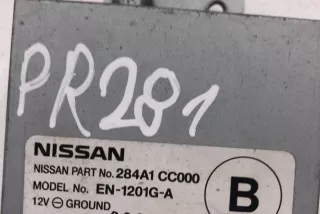 PR281
NISSAN
NISSAN PART No. 284A1 CC000
MODEL No. EN-1201G-A
B
12V ⊖ GROUND